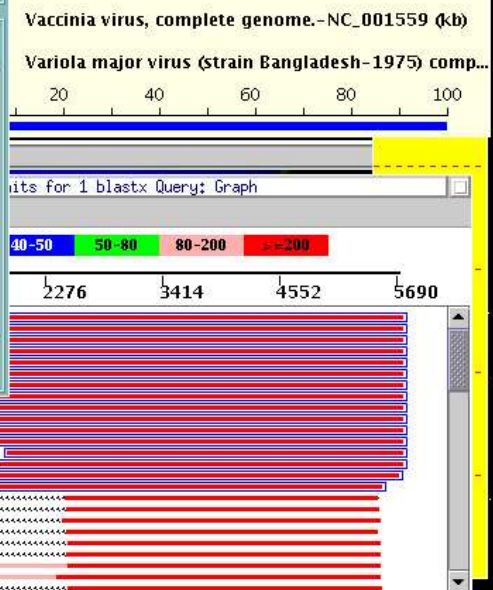 Vaccinia virus, complete genome.-NC_001559 (kb)
Variola major virus (strain Bangladesh-1975) comp...
20 40 60 80 100
its for 1 blastx Query: Graph
40-50 50-80 80-200 >=200
2276 3414 4552 5690